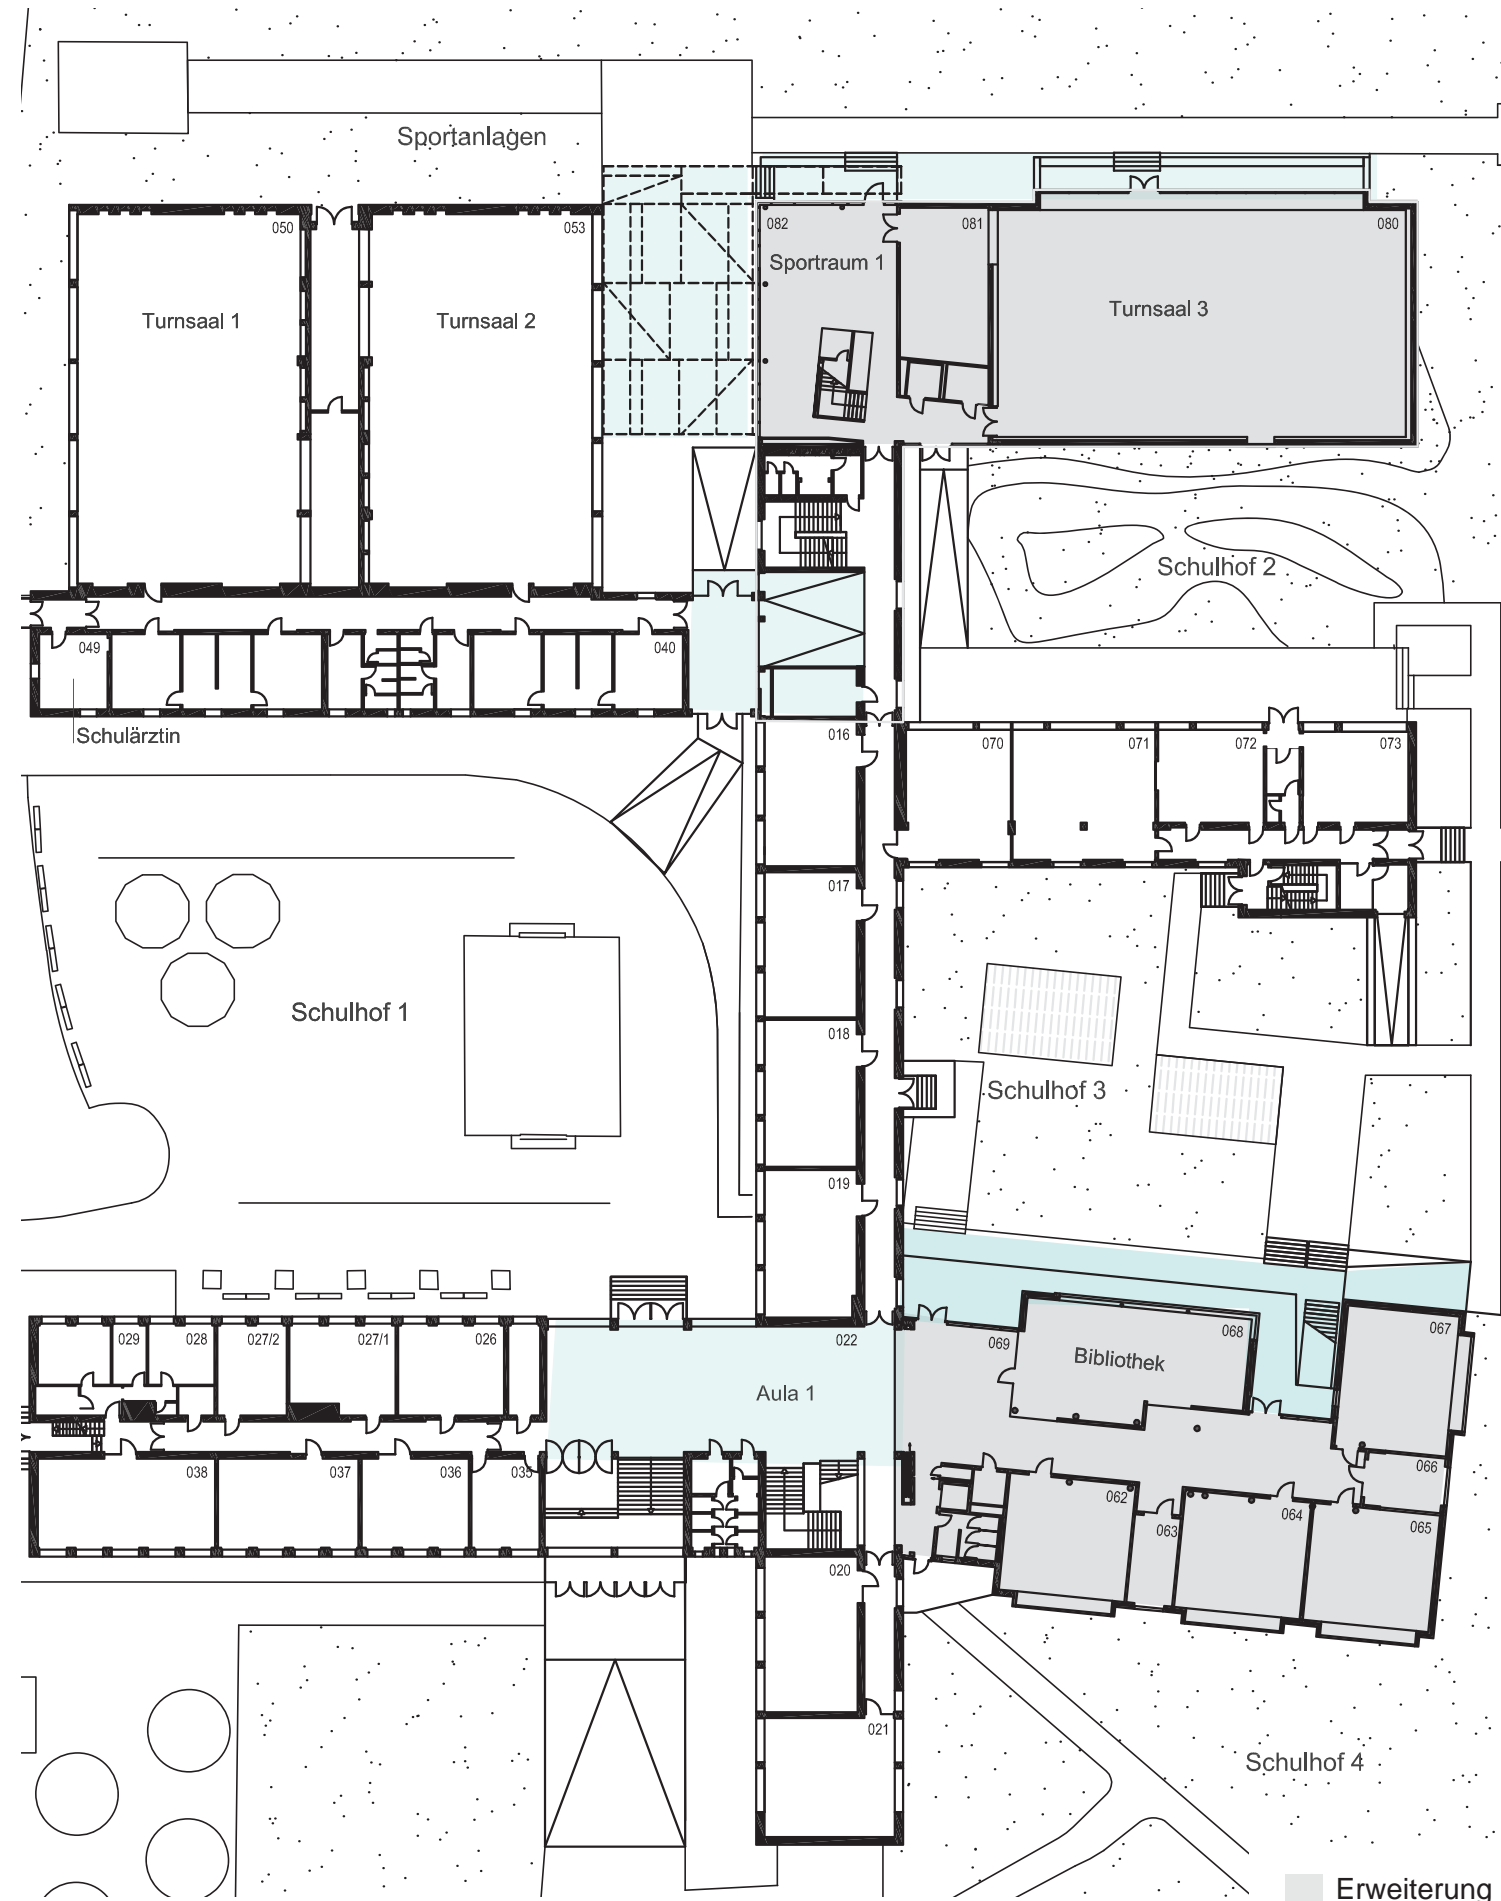 Sportanlagen
050
053
082
081
080
Sportraum 1
Turnsaal 1
Turnsaal 2
Turnsaal 3
Schulhof 2
049
040
Schulärztin
016
070
071
072
073
017
Schulhof 1
018
Schulhof 3
019
029
028
027/2
027/1
026
022
069
068
067
Bibliothek
Aula 1
038
037
036
035
066
062
063
064
065
020
021
Schulhof 4
Erweiterung